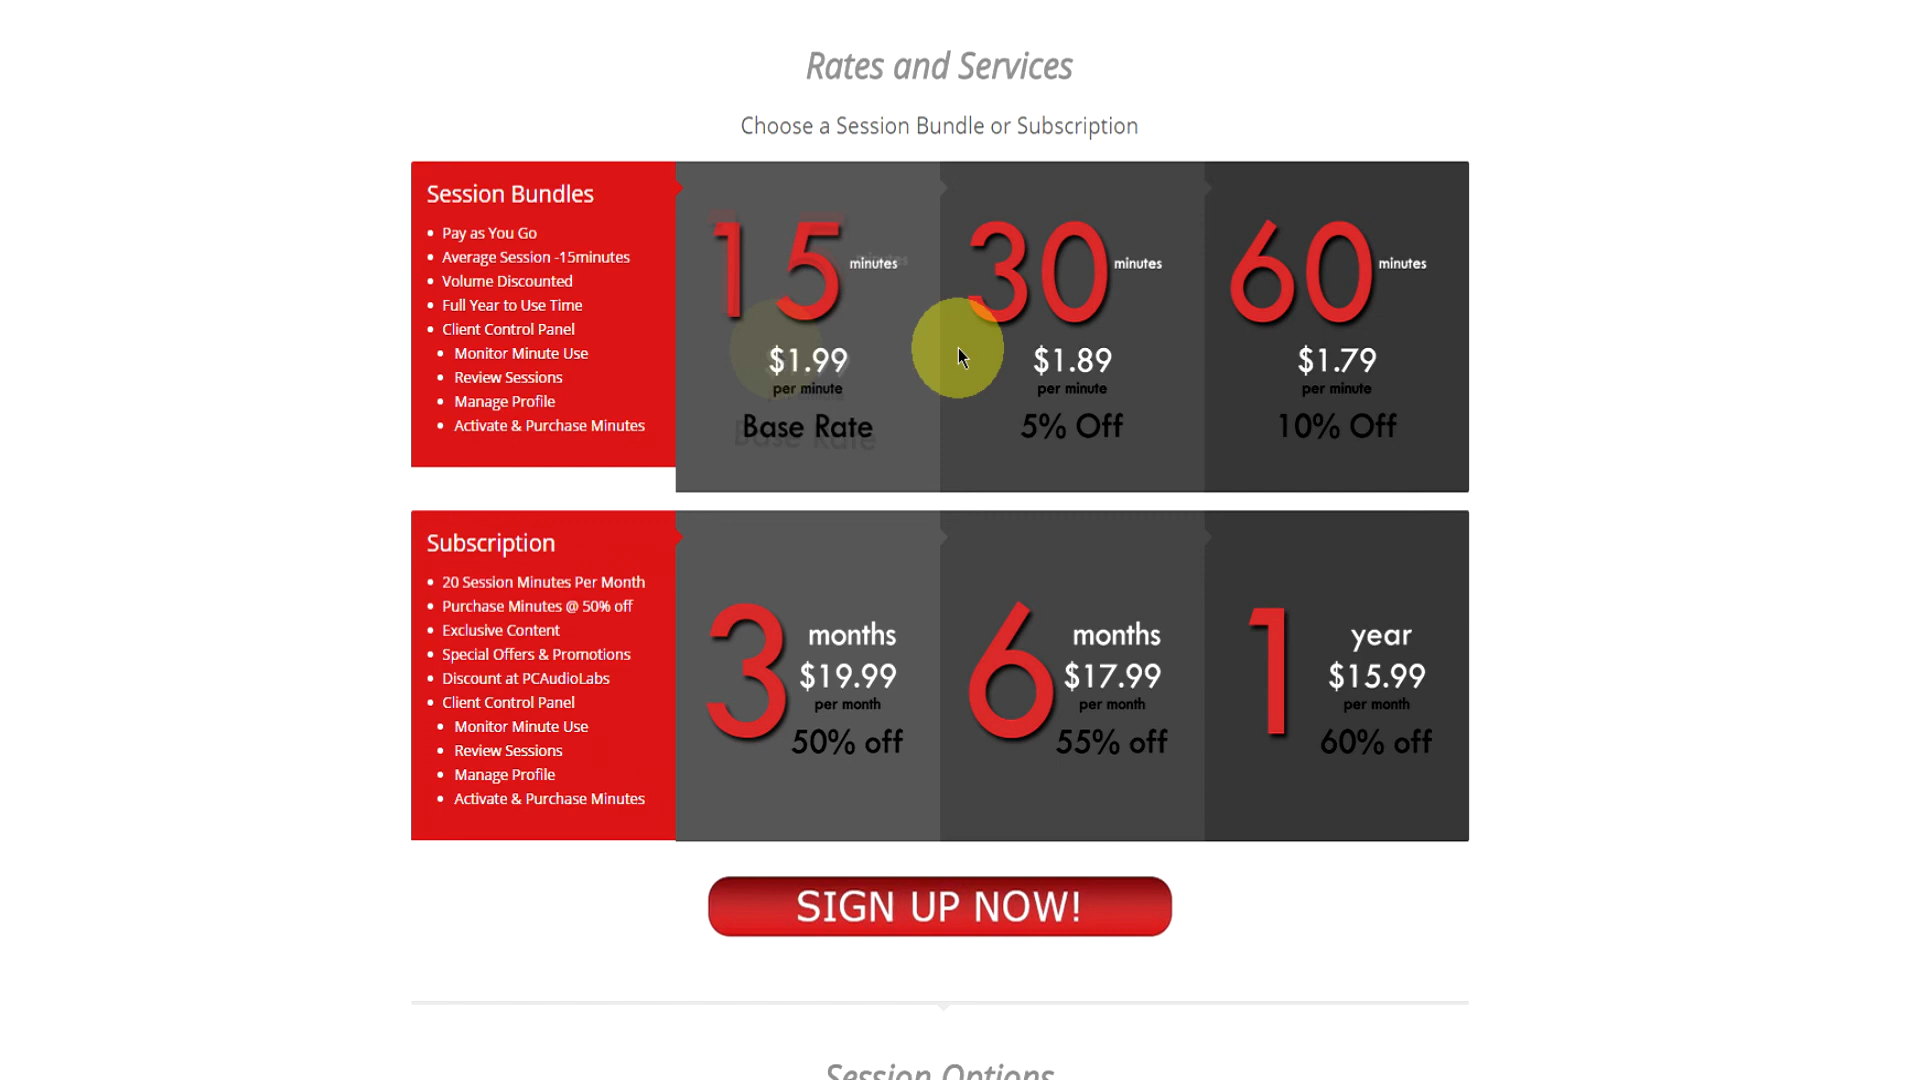 Rates and Services
Choose a Session Bundle or Subscription
Session Bundles
Pay as You Go
Average Session -15minutes
Volume Discounted
Full Year to Use Time
Client Control Panel
Monitor Minute Use
Review Sessions
Manage Profile
Activate & Purchase Minutes
15 minutes
$1.99
per minute
Base Rate
30 minutes
$1.89
per minute
5% Off
60 minutes
$1.79
per minute
10% Off
Subscription
20 Session Minutes Per Month
Purchase Minutes @ 50% off
Exclusive Content
Special Offers & Promotions
Discount at PCAudioLabs
Client Control Panel
Monitor Minute Use
Review Sessions
Manage Profile
Activate & Purchase Minutes
3 months
$19.99
per month
50% off
6 months
$17.99
per month
55% off
1 year
$15.99
per month
60% off
SIGN UP NOW!
Session Options